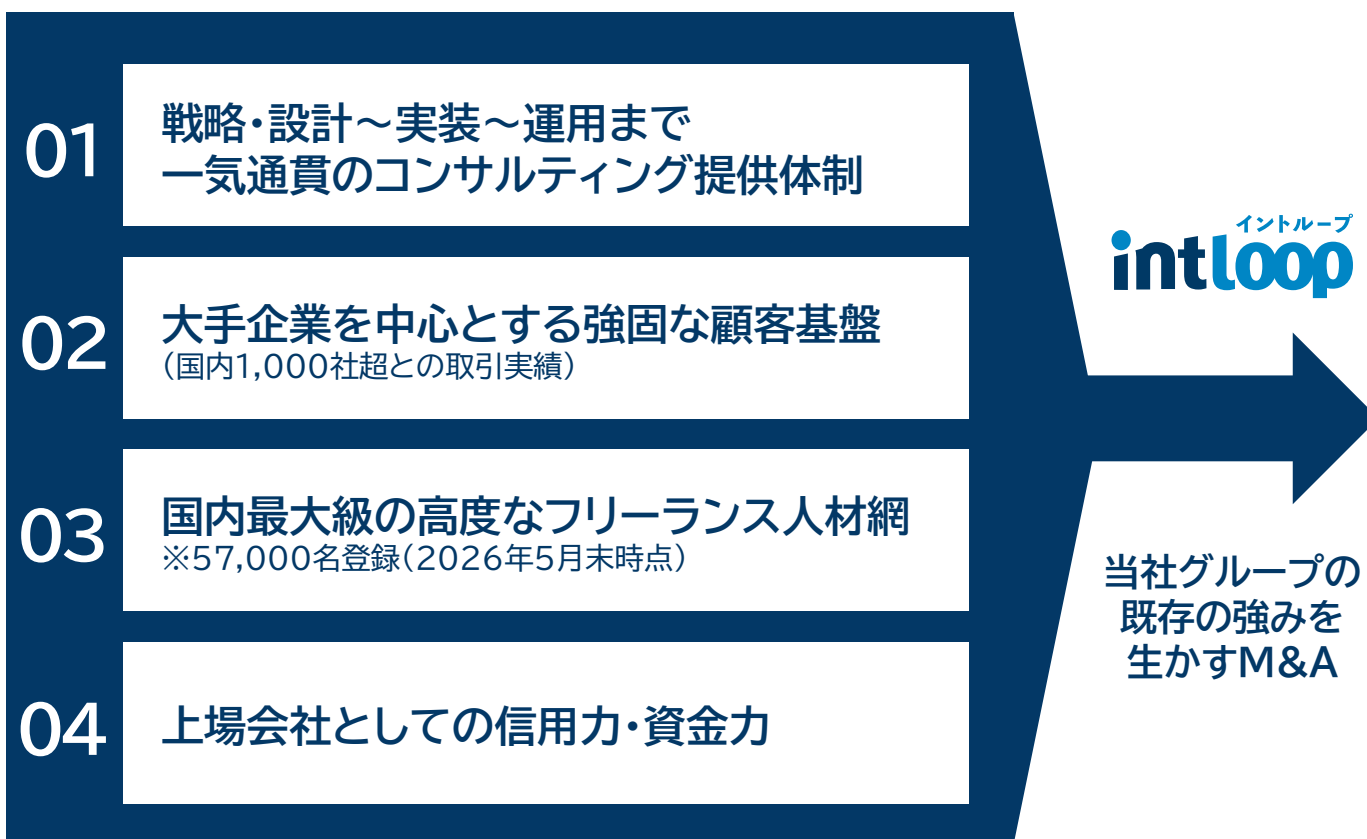 01
戦略・設計～実装～運用まで
一気通貫のコンサルティング提供体制
02
大手企業を中心とする強固な顧客基盤
（国内1,000社超との取引実績）
03
国内最大級の高度なフリーランス人材網
※57,000名登録（2026年5月末時点）
04
上場会社としての信用力・資金力
イントループ
intloop
当社グループの
既存の強みを
生かすM&A